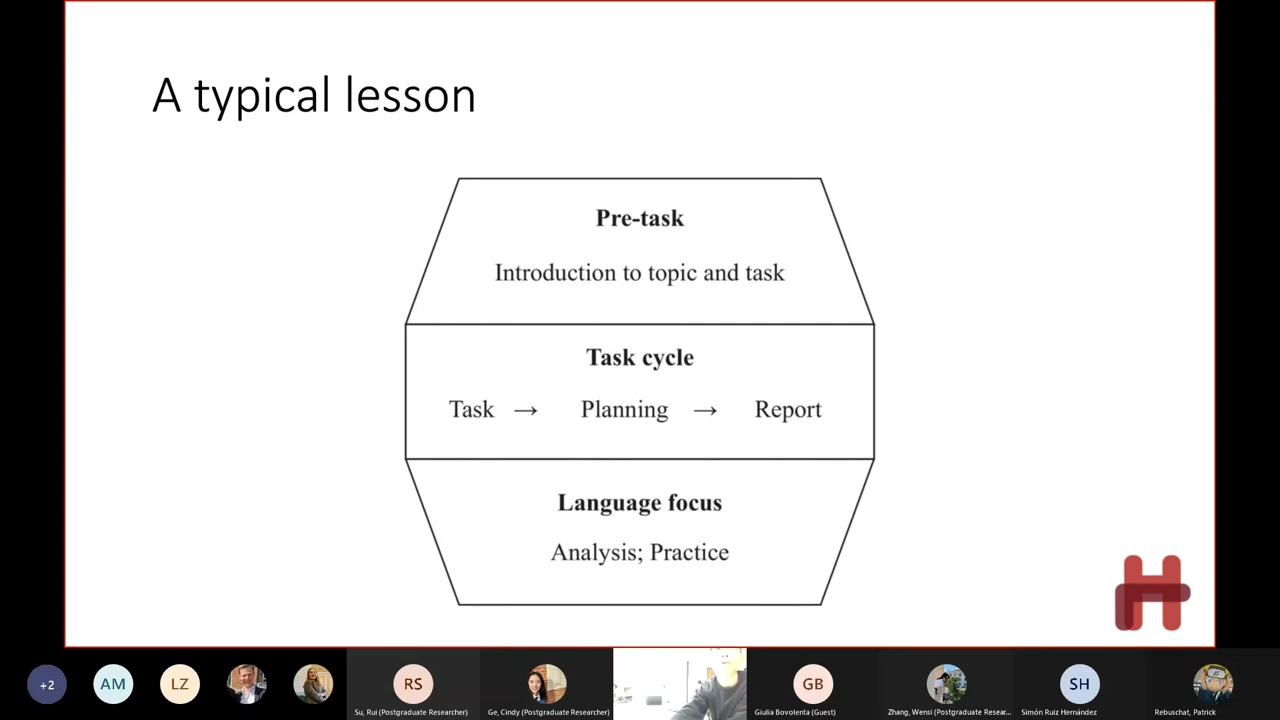 A typical lesson
Pre-task
Introduction to topic and task
Task cycle
Task → Planning → Report
Language focus
Analysis; Practice
H
+2
AM
LZ
RS
GB
SH
Su, Rui (Postgraduate Researcher)
Ge, Cindy (Postgraduate Researcher)
Giulia Bovolenta (Guest)
Zhang, Wensi (Postgraduate Resear...
Simón Ruiz Hernández
Rebuschat, Patrick